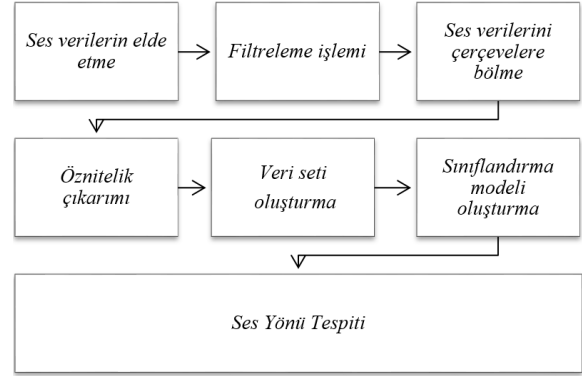 Ses verilerin elde
etme
Filtreleme işlemi
Ses verilerini
çerçevelere
bölme
Öznitelik
çıkarımı
Veri seti
oluşturma
Sınıflandırma
modeli
oluşturma
Ses Yönü Tespiti